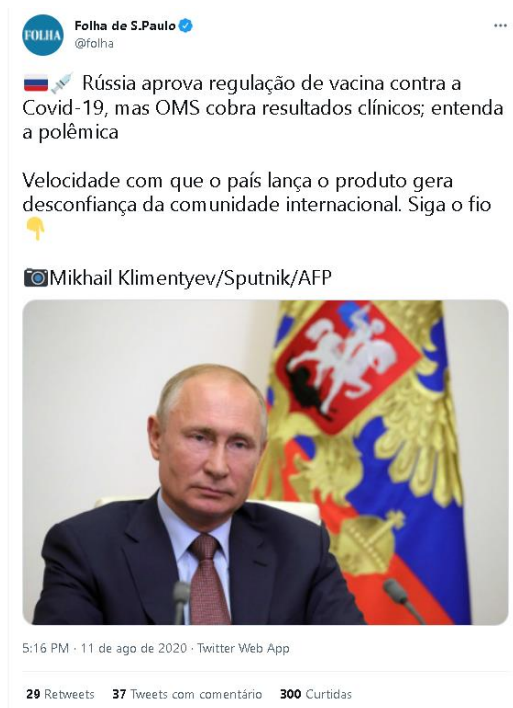 FOLHA
Folha de S.Paulo
@folha
Rússia aprova regulação de vacina contra a
Covid-19, mas OMS cobra resultados clínicos; entenda
a polêmica
Velocidade com que o país lança o produto gera
desconfiança da comunidade internacional. Siga o fio
Mikhail Klimentyev/Sputnik/AFP
5:16 PM · 11 de ago de 2020 · Twitter Web App
29 Retweets 37 Tweets com comentário 300 Curtidas